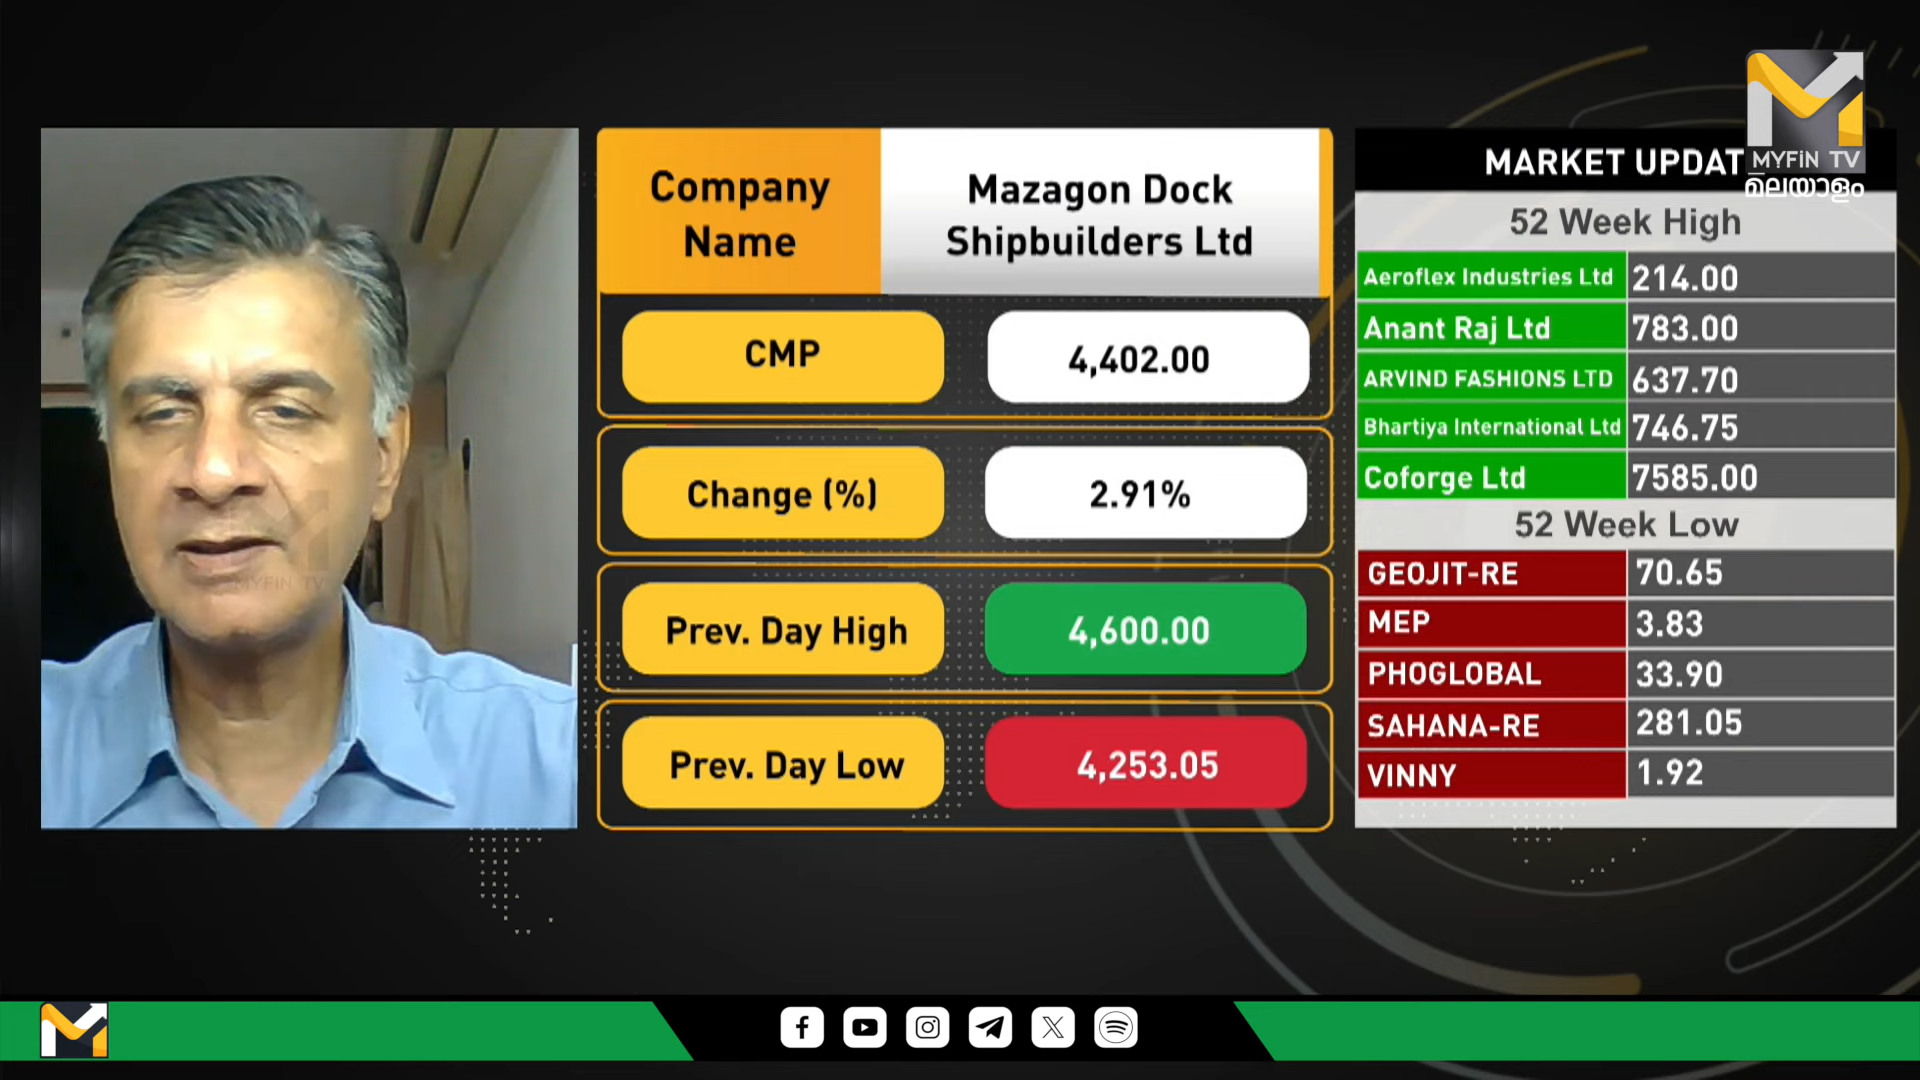 Company
Name
Mazagon Dock
Shipbuilders Ltd
CMP
4,402.00
Change (%)
2.91%
Prev. Day High
4,600.00
Prev. Day Low
4,253.05
MARKET UPDAT
MYFiN TV
മലയാളം
52 Week High
Aeroflex Industries Ltd 214.00
Anant Raj Ltd 783.00
ARVIND FASHIONS LTD 637.70
Bhartiya International Ltd 746.75
Coforge Ltd 7585.00
52 Week Low
GEOJIT-RE 70.65
MEP 3.83
PHOGLOBAL 33.90
SAHANA-RE 281.05
VINNY 1.92
MYFIN TV